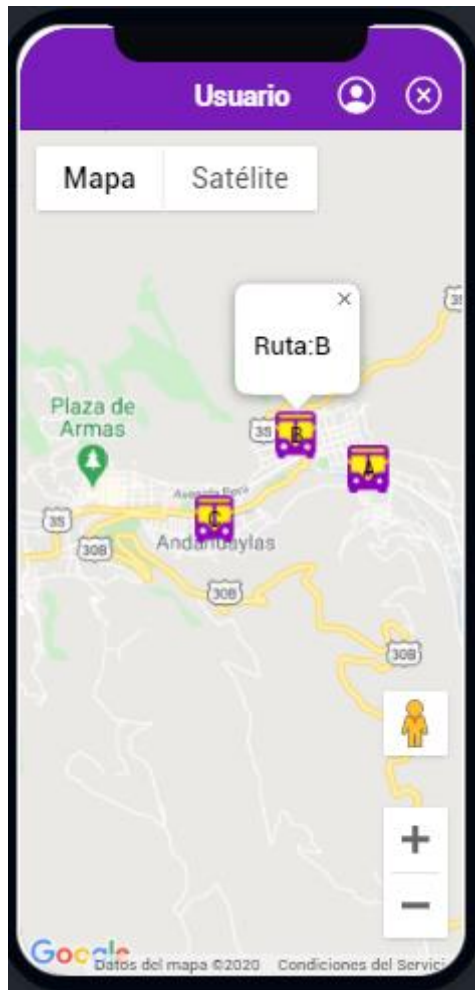 Usuario
Mapa Satélite
35
Ruta:B
Plaza de
Armas
35
B
A
35
C
30B
Andahuaylas
30B
30B
+
−
Google
Datos del mapa ©2020 Condiciones del Servici